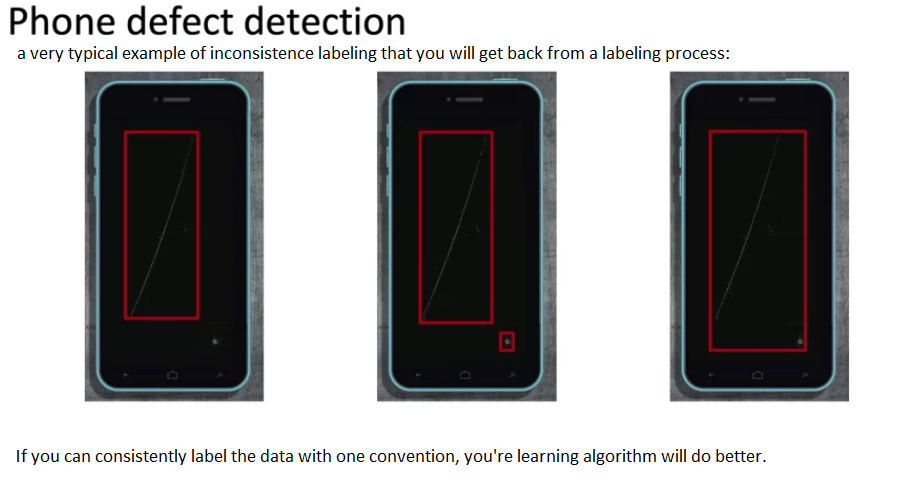 Phone defect detection
a very typical example of inconsistence labeling that you will get back from a labeling process:
If you can consistently label the data with one convention, you're learning algorithm will do better.